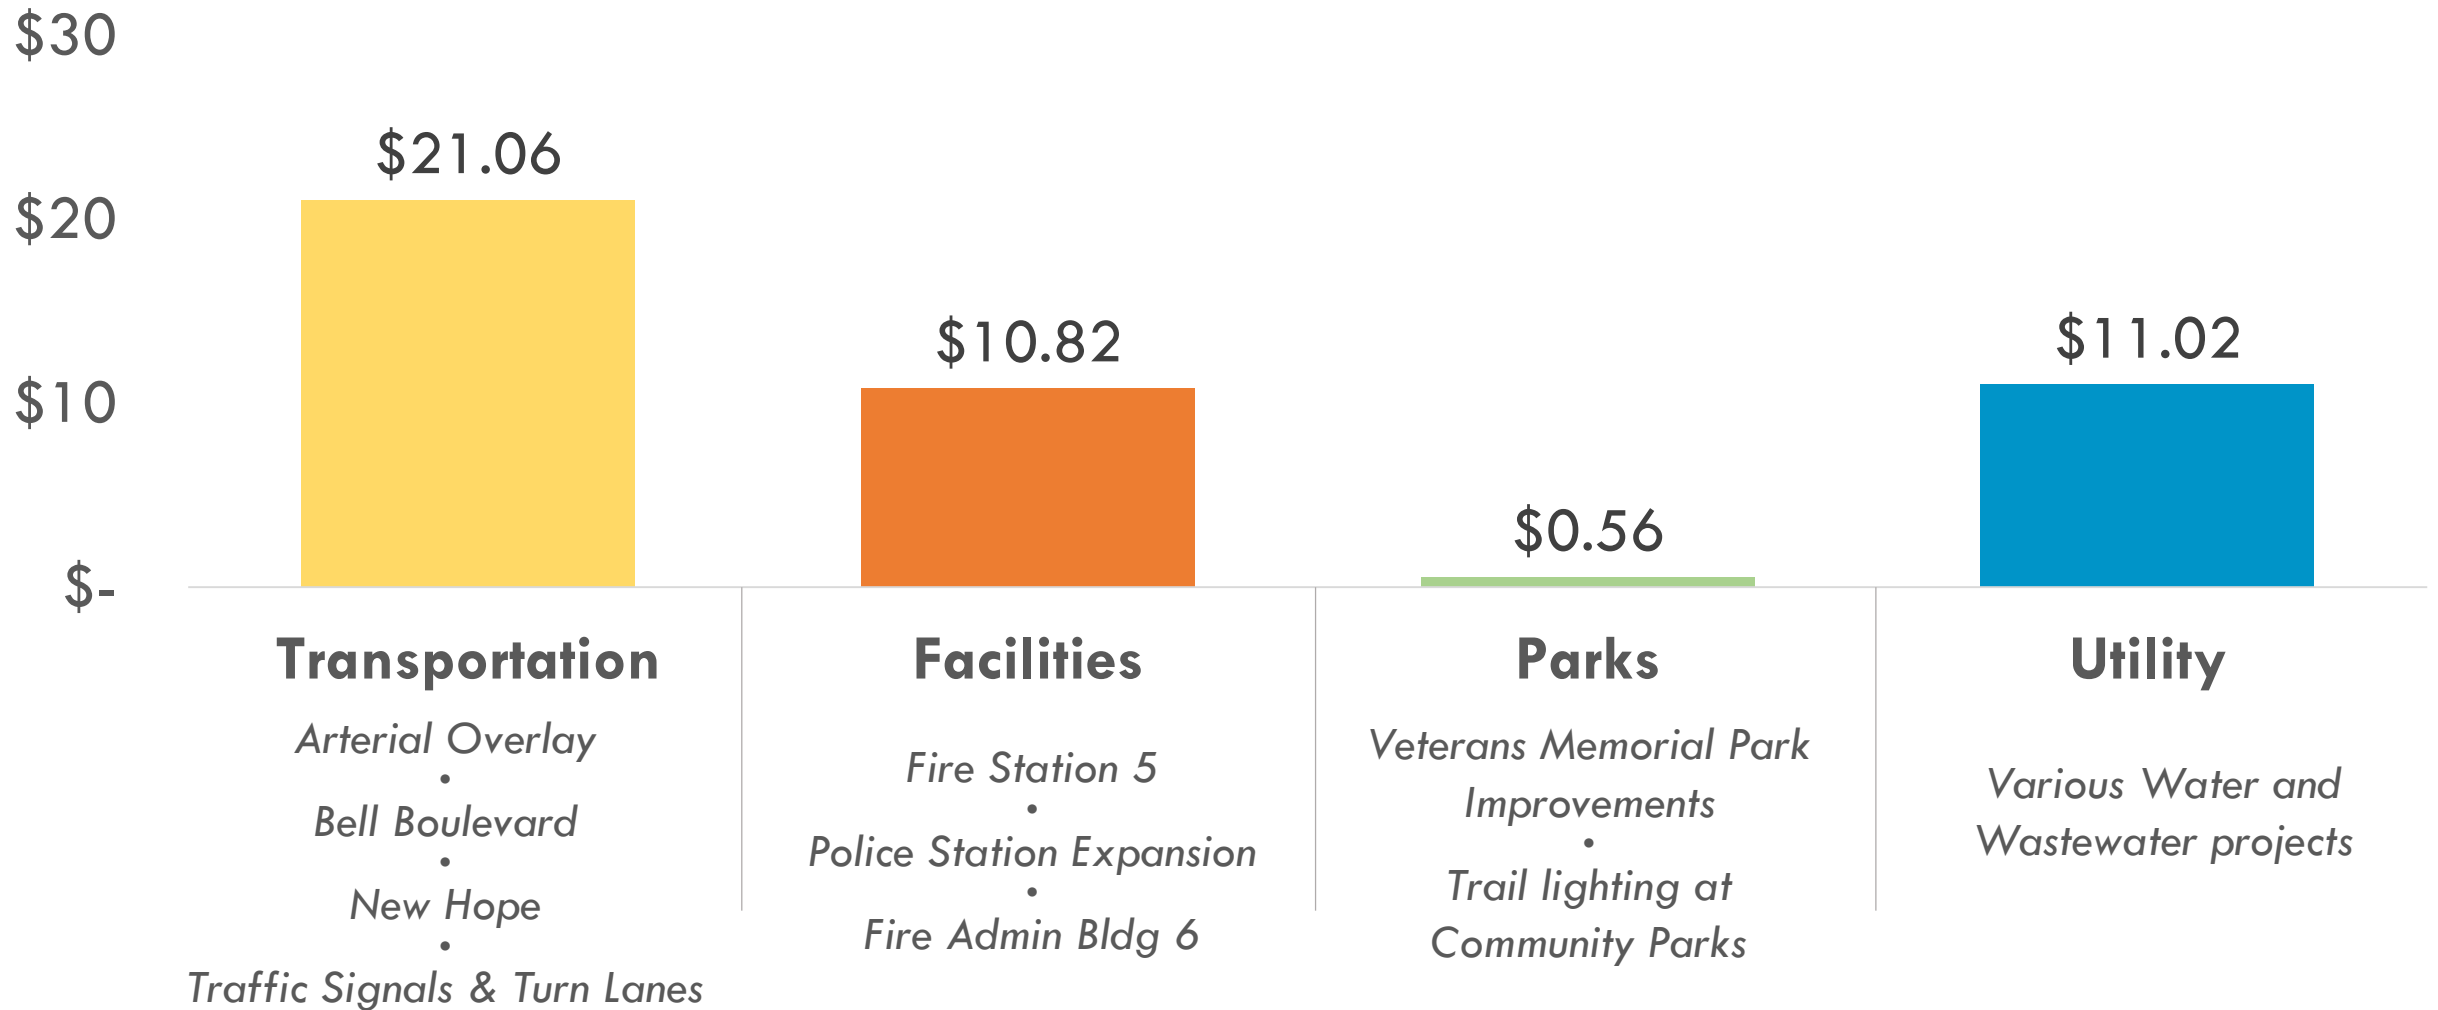 $30
$20
$10
$-
$21.06
$10.82
$0.56
$11.02
Transportation
Arterial Overlay
•
Bell Boulevard
•
New Hope
•
Traffic Signals & Turn Lanes
Facilities
Fire Station 5
•
Police Station Expansion
•
Fire Admin Bldg 6
Parks
Veterans Memorial Park
Improvements
•
Trail lighting at
Community Parks
Utility
Various Water and
Wastewater projects